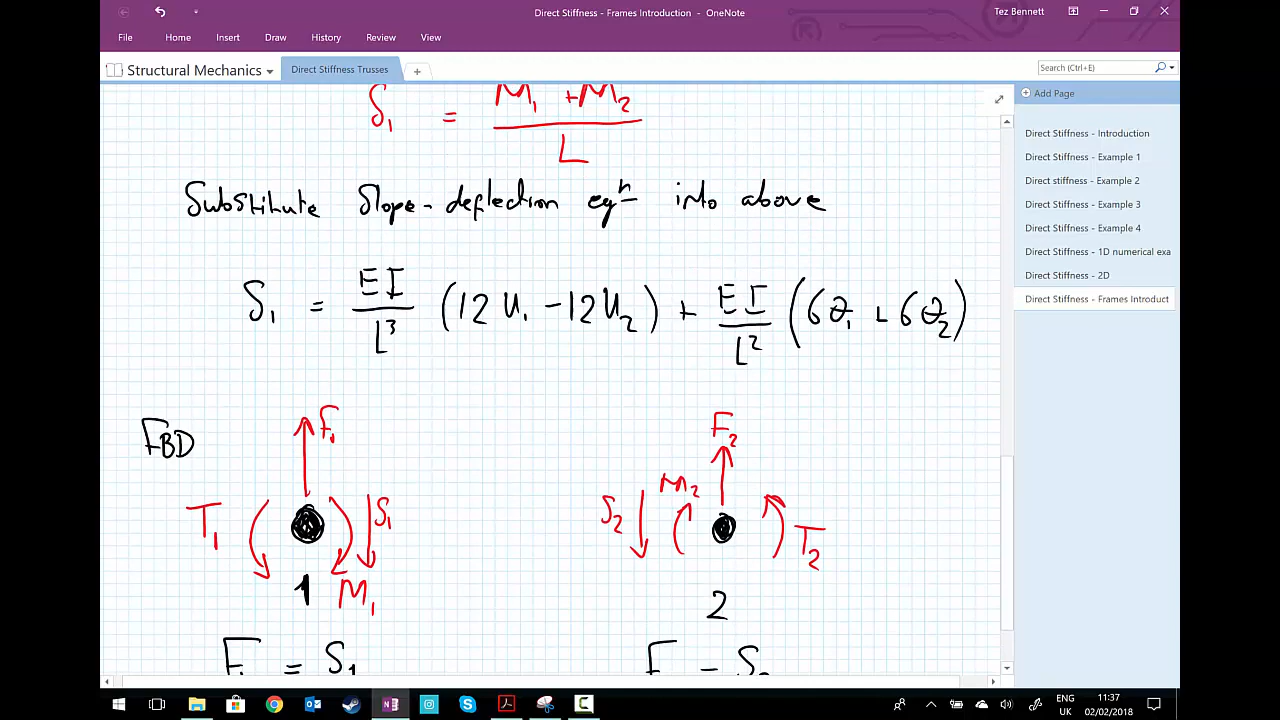 Direct Stiffness - Frames Introduction - OneNote
Tez Bennett
File Home Insert Draw History Review View
Structural Mechanics
Direct Stiffness Trusses
Search (Ctrl+E)
Add Page
Direct Stiffness - Introduction
Direct Stiffness - Example 1
Direct stiffness - Example 2
Direct Stiffness - Example 3
Direct Stiffness - Example 4
Direct Stiffness - 1D numerical exa
Direct Stiffness - 2D
Direct Stiffness - Frames Introduct
S₁ = (M₁ + M₂) / L
Substitute Slope-deflection eqⁿ into above
S₁ = EI/L³ (12U₁ - 12U₂) + EI/L² (6θ₁ + 6θ₂)
FBD
F₁
T₁
S₁
M₁
1
F₂
M₂
S₂
T₂
2
F₁ = S₁
F = S₂
ENG
UK
11:37
02/02/2018